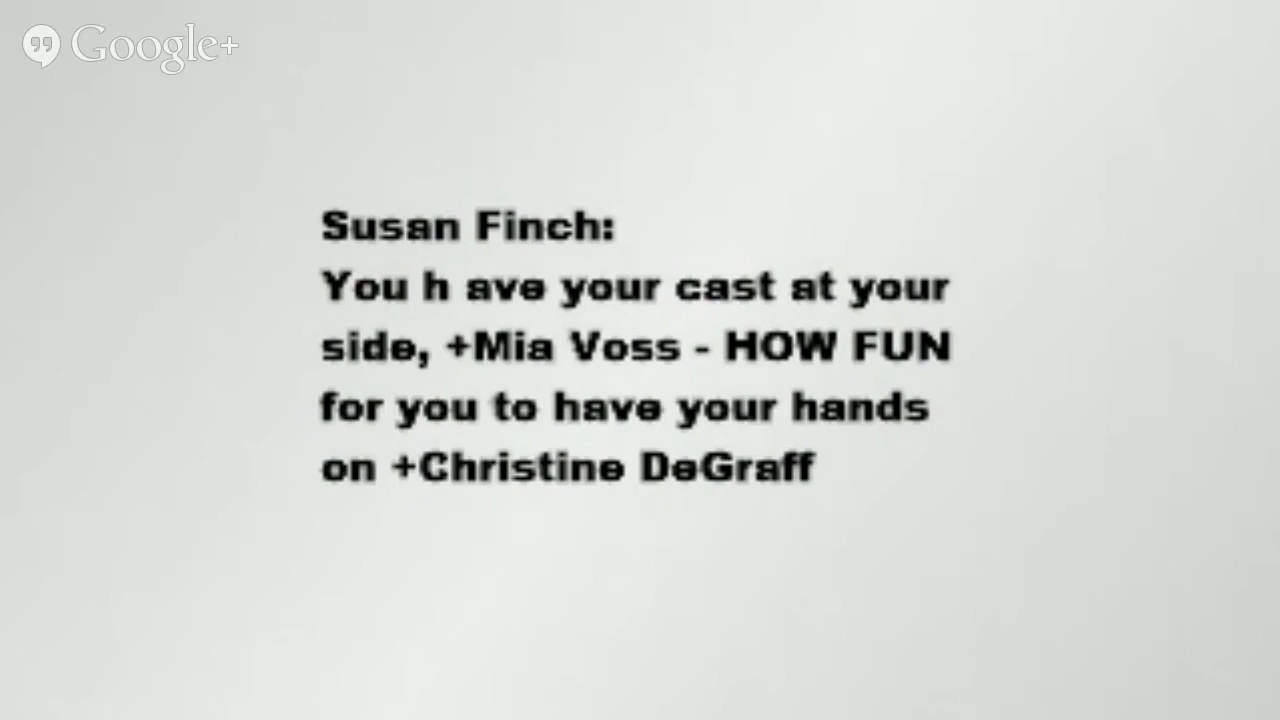 Google+
Susan Finch:
You h ave your cast at your
side, +Mia Voss - HOW FUN
for you to have your hands
on +Christine DeGraff